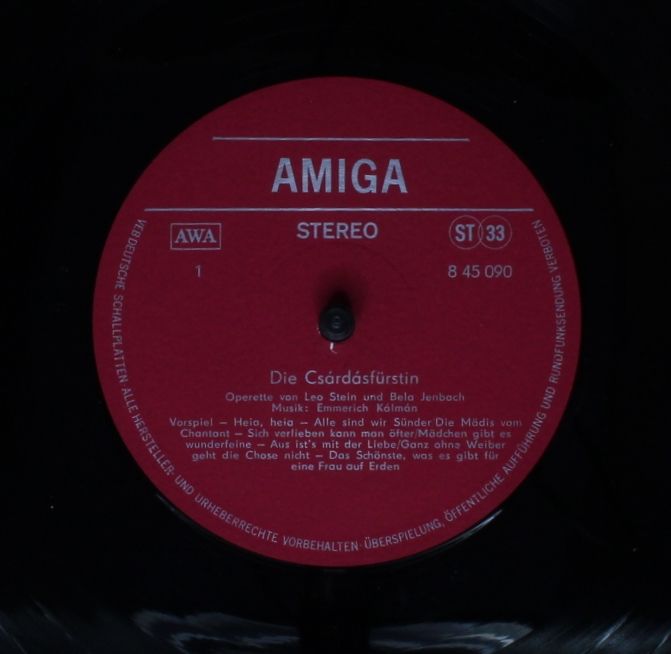 AMIGA
AWA
STEREO
ST 33
1
8 45 090
Die Csárdásfürstin
Operette von Leo Stein und Bela Jenbach
Musik: Emmerich Kálmán
Vorspiel – Heia, heia – Alle sind wir Sünder/Die Mädis vom
Chantant – Sich verlieben kann man öfter/Mädchen gibt es
wunderfeine – Aus ist's mit der Liebe/Ganz ohne Weiber
geht die Chose nicht – Das Schönste, was es gibt für
eine Frau auf Erden
VEB DEUTSCHE SCHALLPLATTEN ALLE HERSTELLER- UND URHEBERRECHTE VORBEHALTEN · ÜBERSPIELUNG, ÖFFENTLICHE AUFFÜHRUNG UND RUNDFUNKSENDUNG VERBOTEN